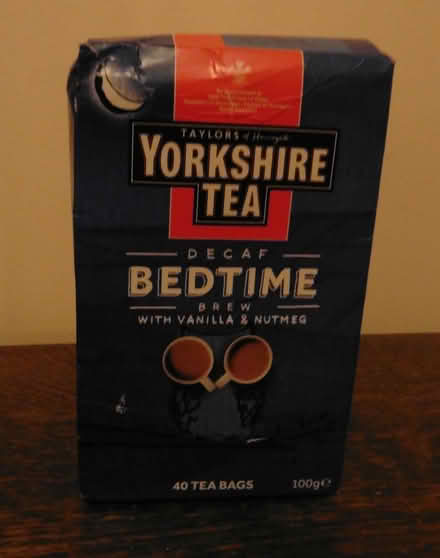 TAYLORS of Harrogate
YORKSHIRE
TEA
DECAF
BEDTIME
BREW
WITH VANILLA & NUTMEG
40 TEA BAGS 100g℮